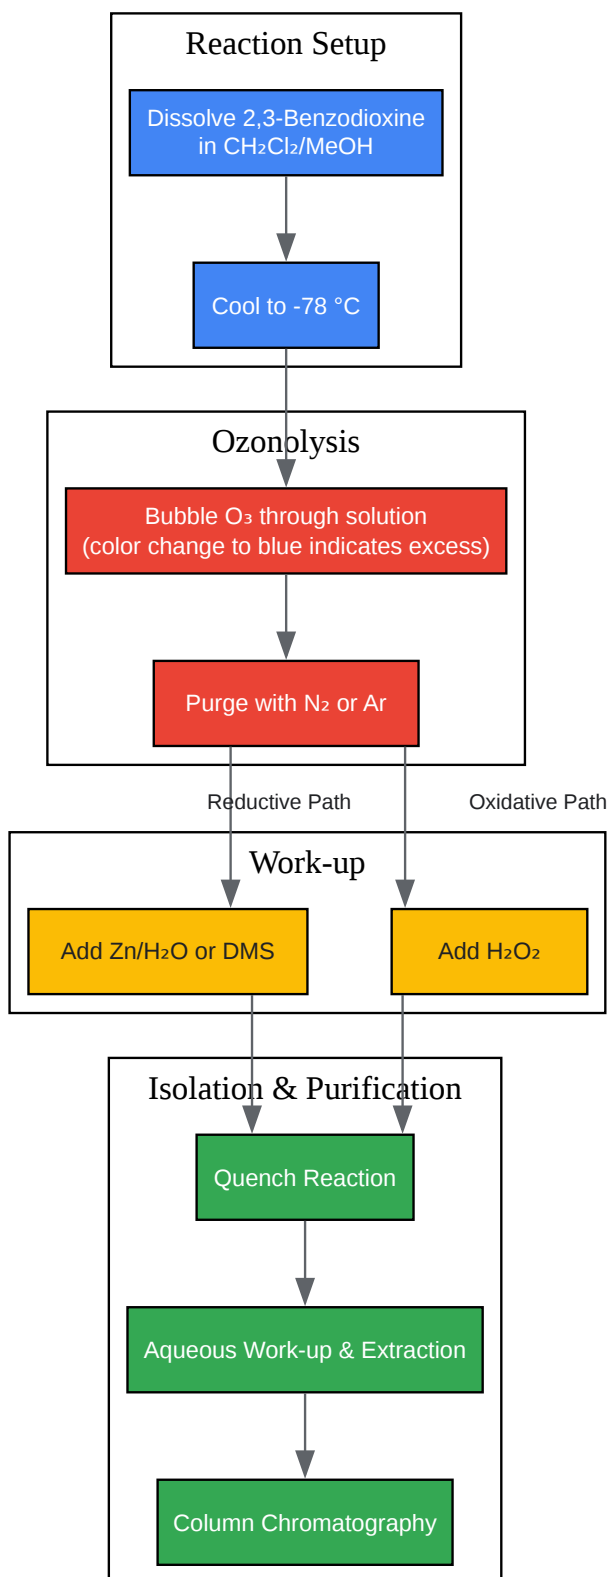 Reaction Setup
Dissolve 2,3-Benzodioxine
in CH₂Cl₂/MeOH
Cool to -78 °C
Ozonolysis
Bubble O₃ through solution
(color change to blue indicates excess)
Purge with N₂ or Ar
Reductive Path
Oxidative Path
Work-up
Add Zn/H₂O or DMS
Add H₂O₂
Isolation & Purification
Quench Reaction
Aqueous Work-up & Extraction
Column Chromatography